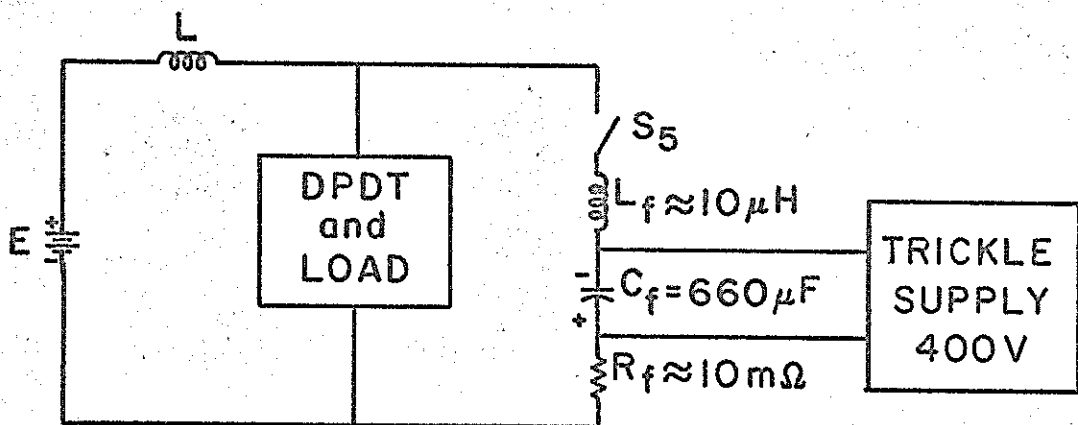 L
E
+
-
DPDT
and
LOAD
S5
Lf≈10μH
-
Cf=660μF
+
Rf≈10mΩ
TRICKLE
SUPPLY
400V